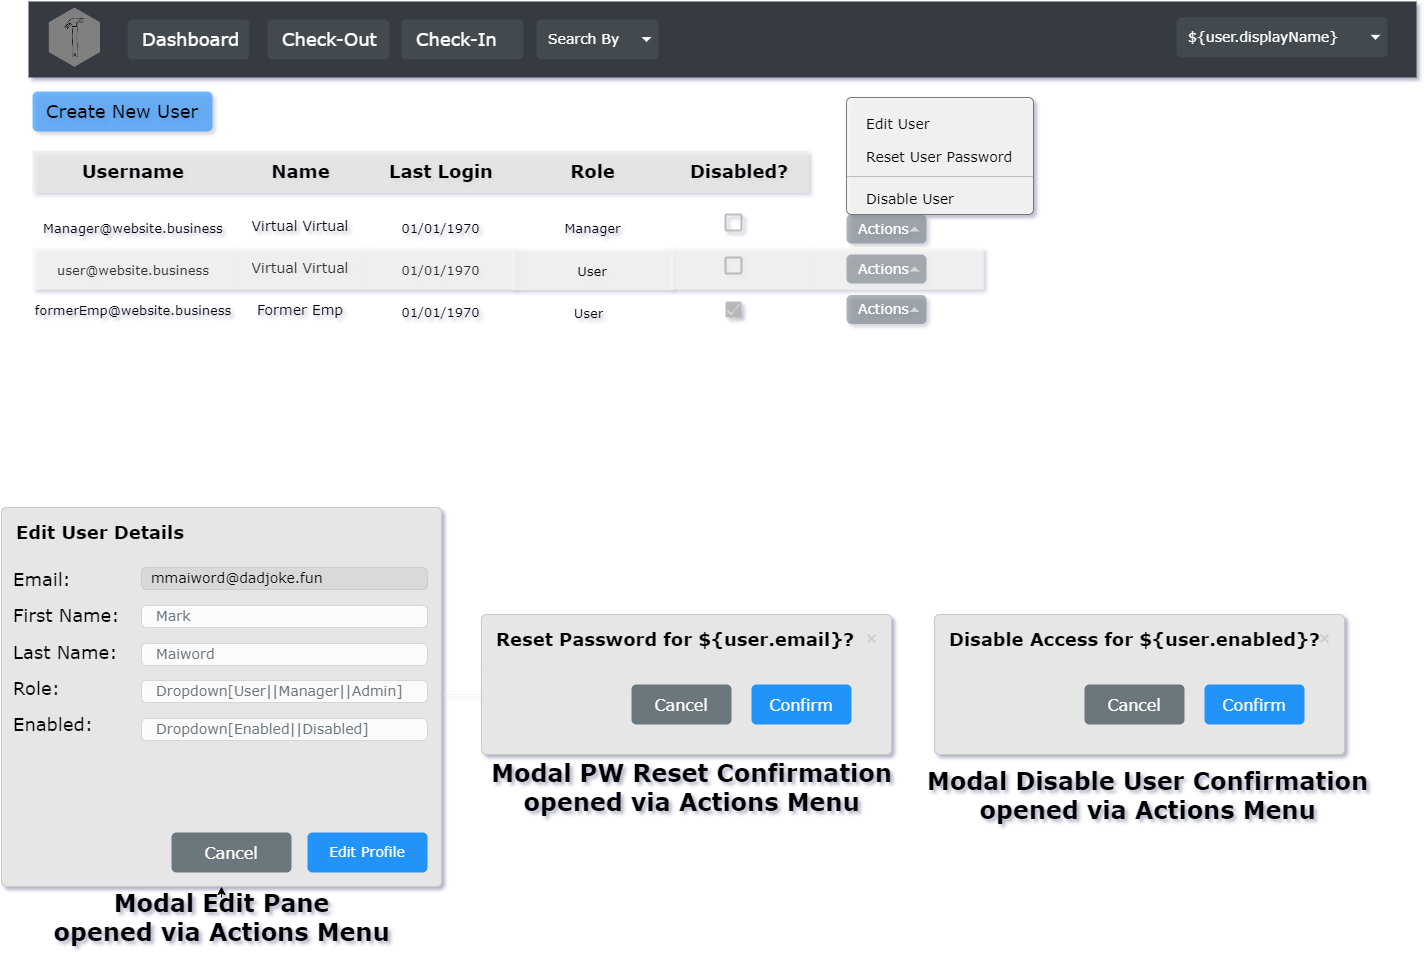 Dashboard
Check-Out
Check-In
Search By
${user.displayName}
Create New User
Edit User
Reset User Password
Disable User
Username Name Last Login Role Disabled?
Manager@website.business Virtual Virtual 01/01/1970 Manager Actions
user@website.business Virtual Virtual 01/01/1970 User Actions
formerEmp@website.business Former Emp 01/01/1970 User Actions
Edit User Details
Email: mmaiword@dadjoke.fun
First Name: Mark
Last Name: Maiword
Role: Dropdown[User||Manager||Admin]
Enabled: Dropdown[Enabled||Disabled]
Cancel Edit Profile
Modal Edit Pane
opened via Actions Menu
Reset Password for ${user.email}? ×
Cancel Confirm
Modal PW Reset Confirmation
opened via Actions Menu
Disable Access for ${user.enabled}? ×
Cancel Confirm
Modal Disable User Confirmation
opened via Actions Menu